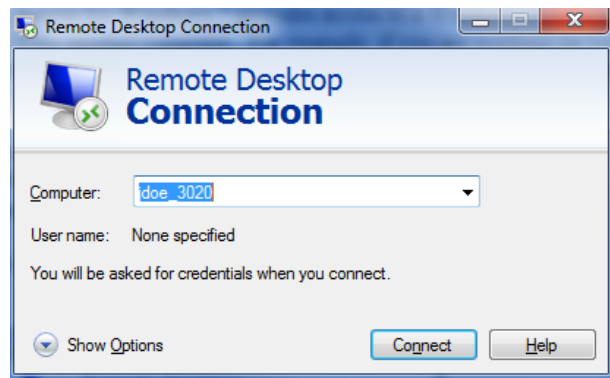 Remote Desktop Connection
Remote Desktop
Connection
Computer: jdoe_3020
User name: None specified
You will be asked for credentials when you connect.
Show Options Connect Help